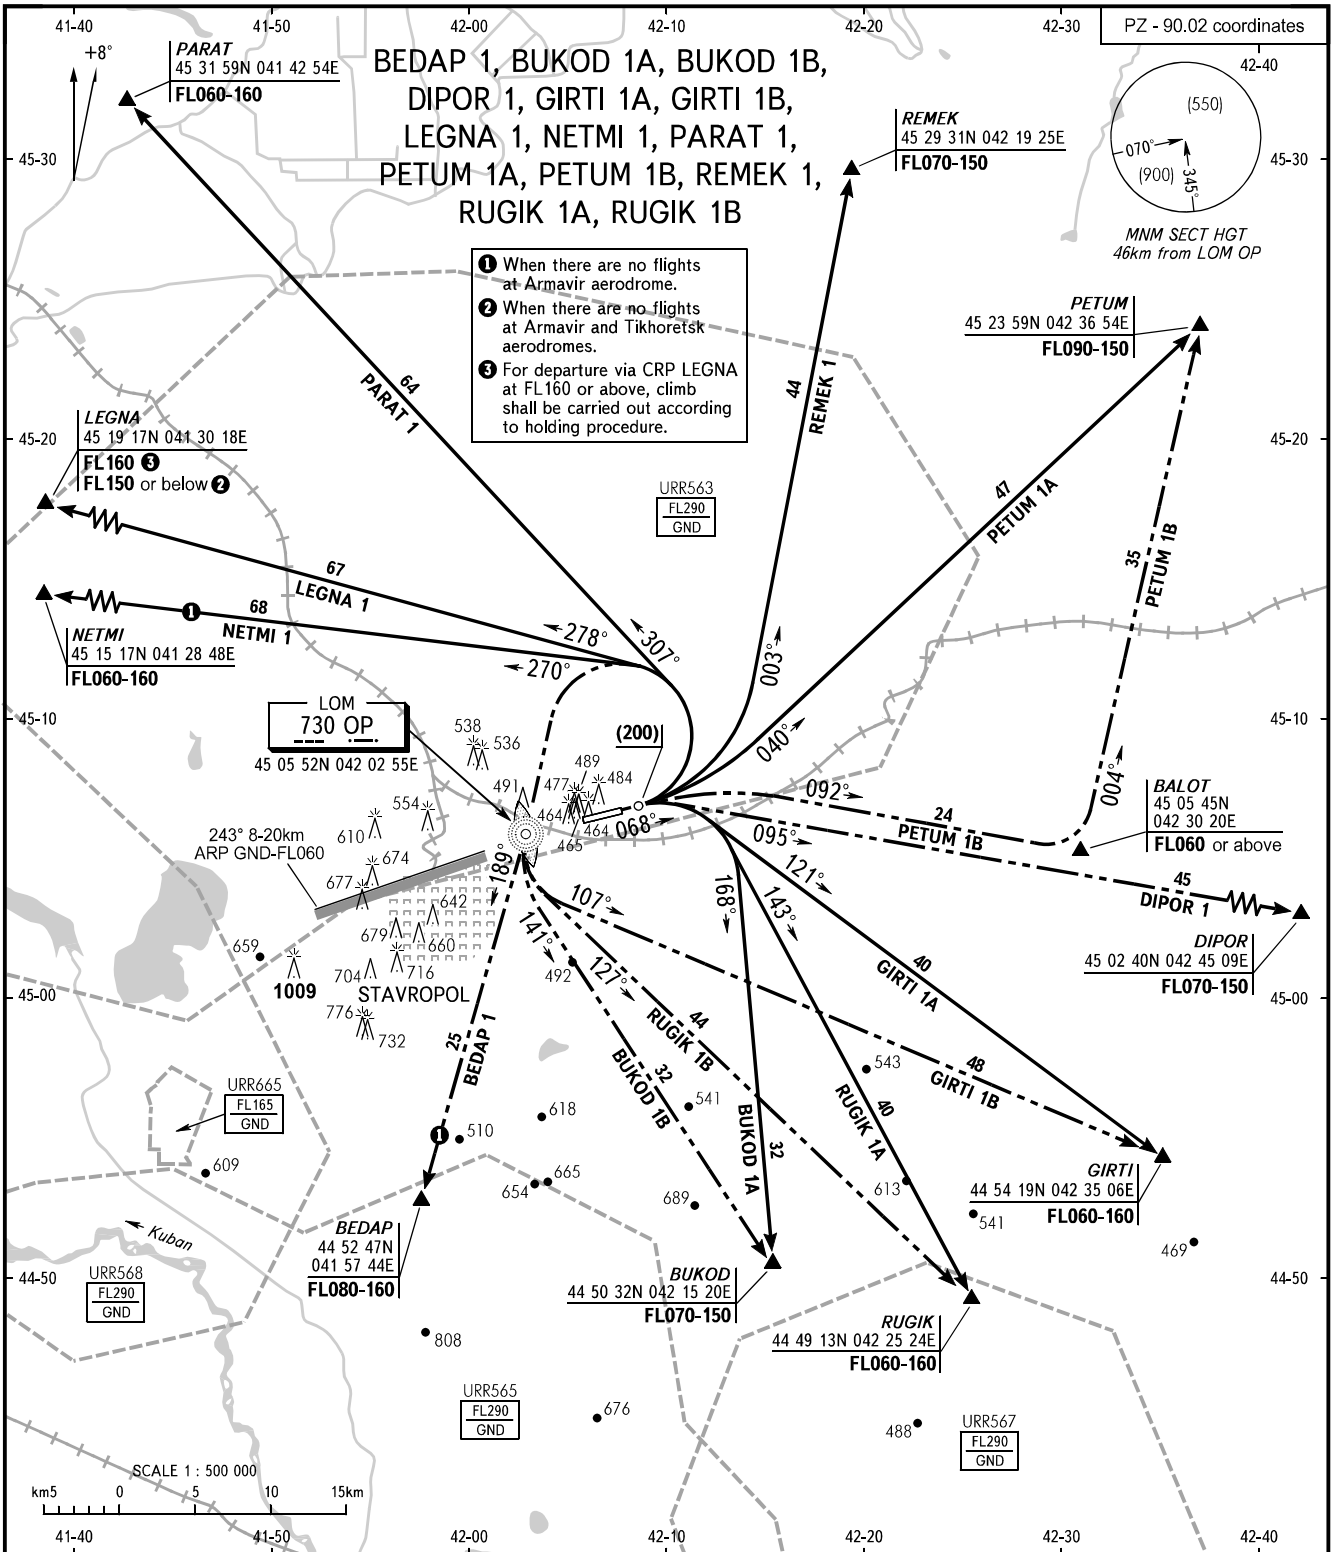 41-40
41-50
42-00
42-10
42-20
42-30
PZ - 90.02 coordinates
42-40
+8°
PARAT
45 31 59N 041 42 54E
FL060-160
BEDAP 1, BUKOD 1A, BUKOD 1B,
DIPOR 1, GIRTI 1A, GIRTI 1B,
LEGNA 1, NETMI 1, PARAT 1,
PETUM 1A, PETUM 1B, REMEK 1,
RUGIK 1A, RUGIK 1B
REMEK
45 29 31N 042 19 25E
FL070-150
(550)
070°
(900)
345°
MNM SECT HGT
46km from LOM OP
45-30
45-30
1 When there are no flights
at Armavir aerodrome.
2 When there are no flights
at Armavir and Tikhoretsk
aerodromes.
3 For departure via CRP LEGNA
at FL160 or above, climb
shall be carried out according
to holding procedure.
PETUM
45 23 59N 042 36 54E
FL090-150
64
PARAT 1
44
REMEK 1
45-20
45-20
LEGNA
45 19 17N 041 30 18E
FL160 3
FL150 or below 2
URR563
FL290
GND
47
PETUM 1A
35
PETUM 1B
67
LEGNA 1
1
68
NETMI 1
NETMI
45 15 17N 041 28 48E
FL060-160
278°
307°
270°
003°
040°
004°
45-10
45-10
LOM
730 OP
45 05 52N 042 02 55E
538
536
(200)
489
477
484
491
464
464
465
068°
554
610
243° 8-20km
ARP GND-FL060
674
677
189°
092°
24
PETUM 1B
095°
BALOT
45 05 45N
042 30 20E
FL060 or above
45
DIPOR 1
DIPOR
45 02 40N 042 45 09E
FL070-150
121°
143°
168°
107°
141°
127°
642
679
660
659
704
716
492
1009
STAVROPOL
776
732
45-00
45-00
40
GIRTI 1A
25
BEDAP 1
44
RUGIK 1B
32
BUKOD 1B
48
GIRTI 1B
543
URR665
FL165
GND
618
541
BUKOD 1A
32
40
RUGIK 1A
1
510
609
665
654
689
613
GIRTI
44 54 19N 042 35 06E
FL060-160
541
469
Kuban
BEDAP
44 52 47N
041 57 44E
FL080-160
44-50
44-50
URR568
FL290
GND
BUKOD
44 50 32N 042 15 20E
FL070-150
RUGIK
44 49 13N 042 25 24E
FL060-160
808
URR565
FL290
GND
676
488
URR567
FL290
GND
SCALE 1 : 500 000
km5
0
5
10
15km
41-40
41-50
42-00
42-10
42-20
42-30
42-40